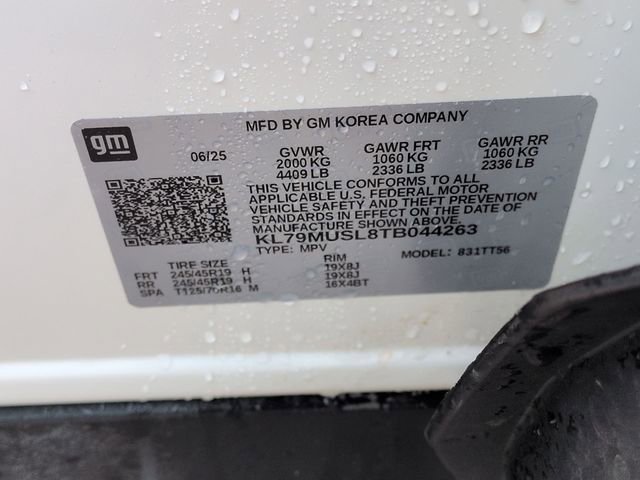 MFD BY GM KOREA COMPANY
gm
06/25
GVWR GAWR FRT GAWR RR
2000 KG 1060 KG 1060 KG
4409 LB 2336 LB 2336 LB
THIS VEHICLE CONFORMS TO ALL
APPLICABLE U.S. FEDERAL MOTOR
VEHICLE SAFETY AND THEFT PREVENTION
STANDARDS IN EFFECT ON THE DATE OF
MANUFACTURE SHOWN ABOVE.
KL79MUSL8TB044263
TYPE: MPV MODEL: 831TT56
TIRE SIZE RIM
FRT 245/45R19 H 19X8J
RR 245/45R19 H 19X8J
SPA T125/70R16 M 16X4BT